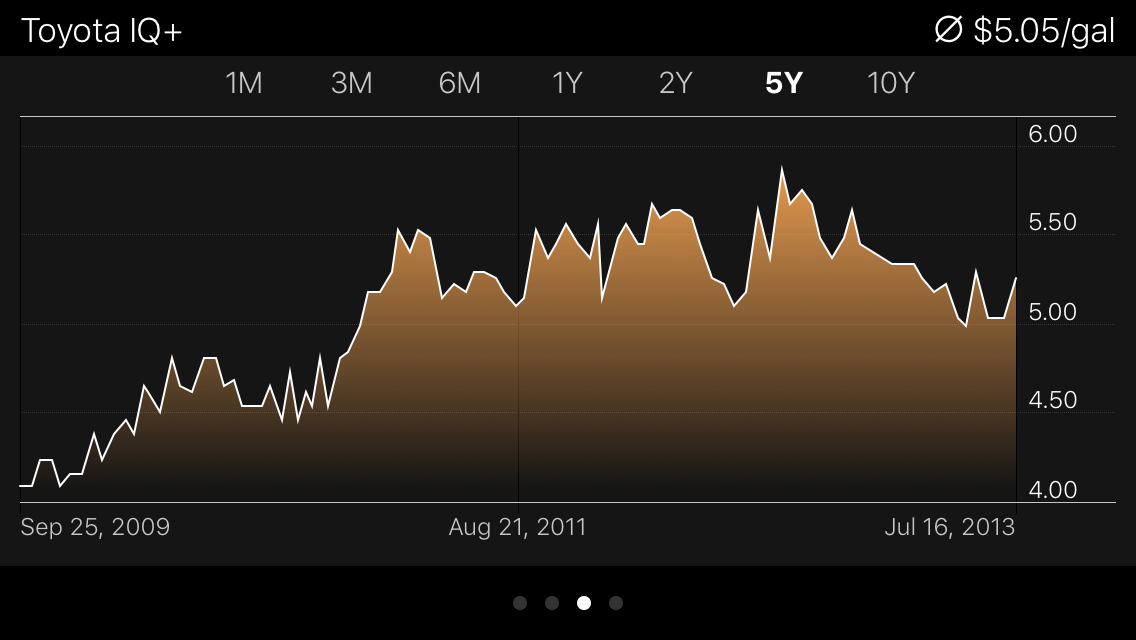 Toyota IQ+ Ø $5.05/gal
1M 3M 6M 1Y 2Y 5Y 10Y
6.00
5.50
5.00
4.50
4.00
Sep 25, 2009 Aug 21, 2011 Jul 16, 2013